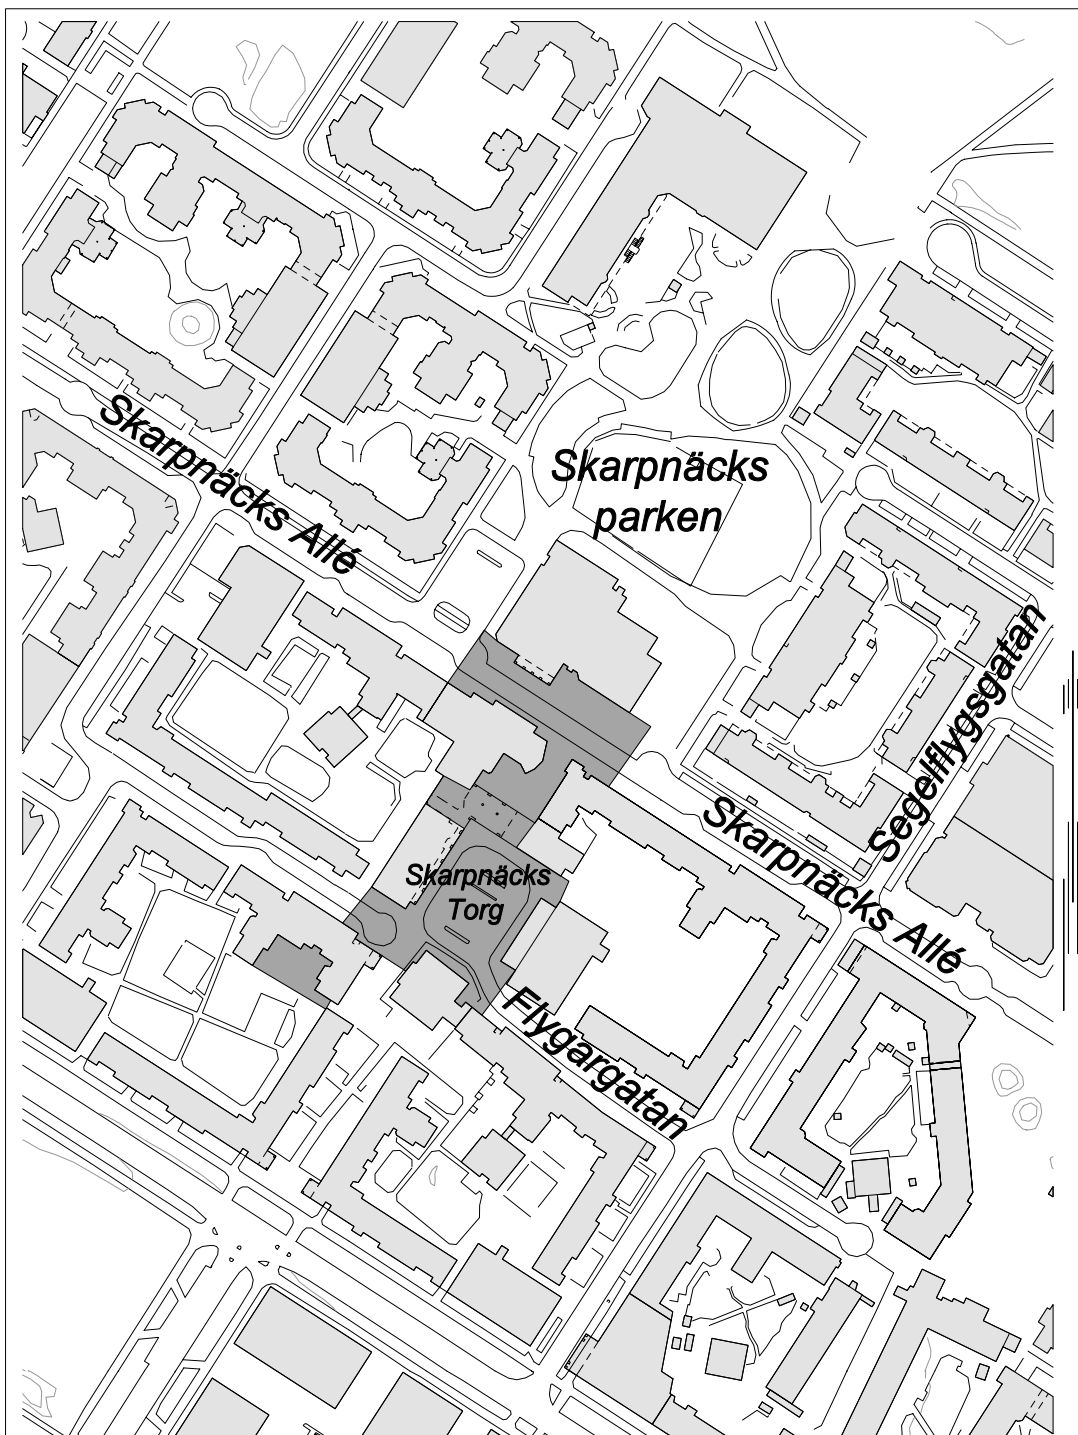 Skarpnäcks Allé
Skarpnäcks
parken
Segelflygsgatan
Skarpnäcks Allé
Skarpnäcks
Torg
Flygargatan